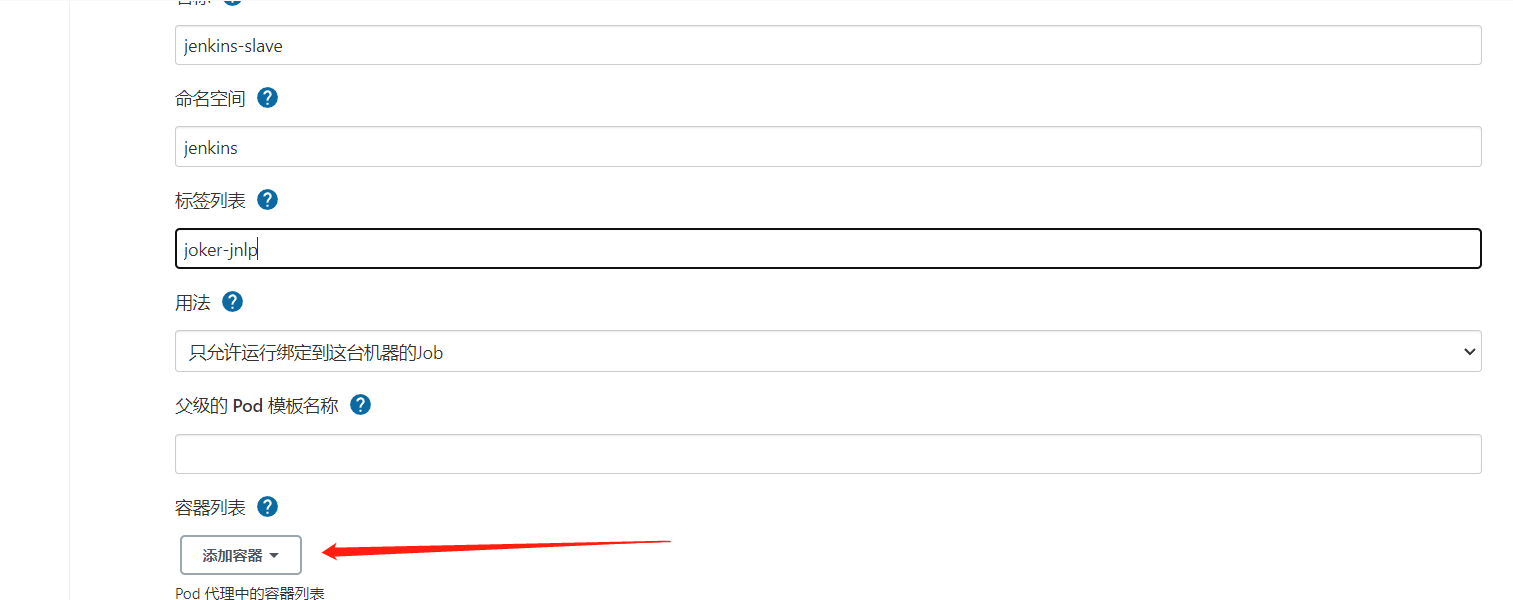 名称
jenkins-slave
命名空间
jenkins
标签列表
joker-jnlp
用法
只允许运行绑定到这台机器的Job
父级的 Pod 模板名称
容器列表
添加容器
Pod 代理中的容器列表